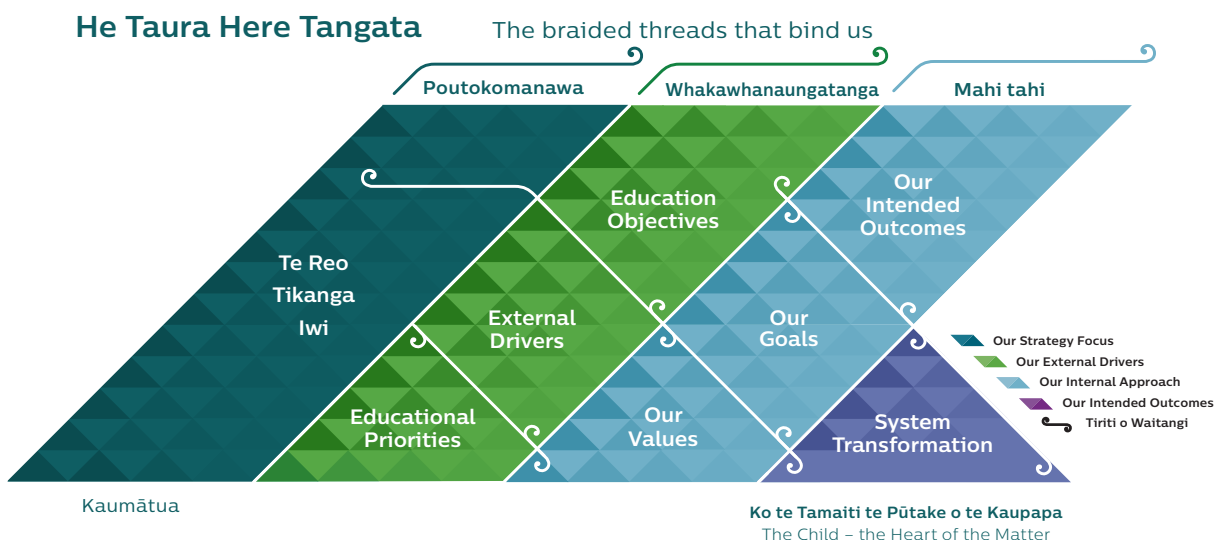 He Taura Here Tangata
The braided threads that bind us
Poutokomanawa
Whakawhanaungatanga
Mahi tahi
Te Reo
Tikanga
Iwi
Education
Objectives
Our
Intended
Outcomes
External
Drivers
Our
Goals
Educational
Priorities
Our
Values
System
Transformation
Our Strategy Focus
Our External Drivers
Our Internal Approach
Our Intended Outcomes
Tiriti o Waitangi
Kaumātua
Ko te Tamaiti te Pūtake o te Kaupapa
The Child – the Heart of the Matter